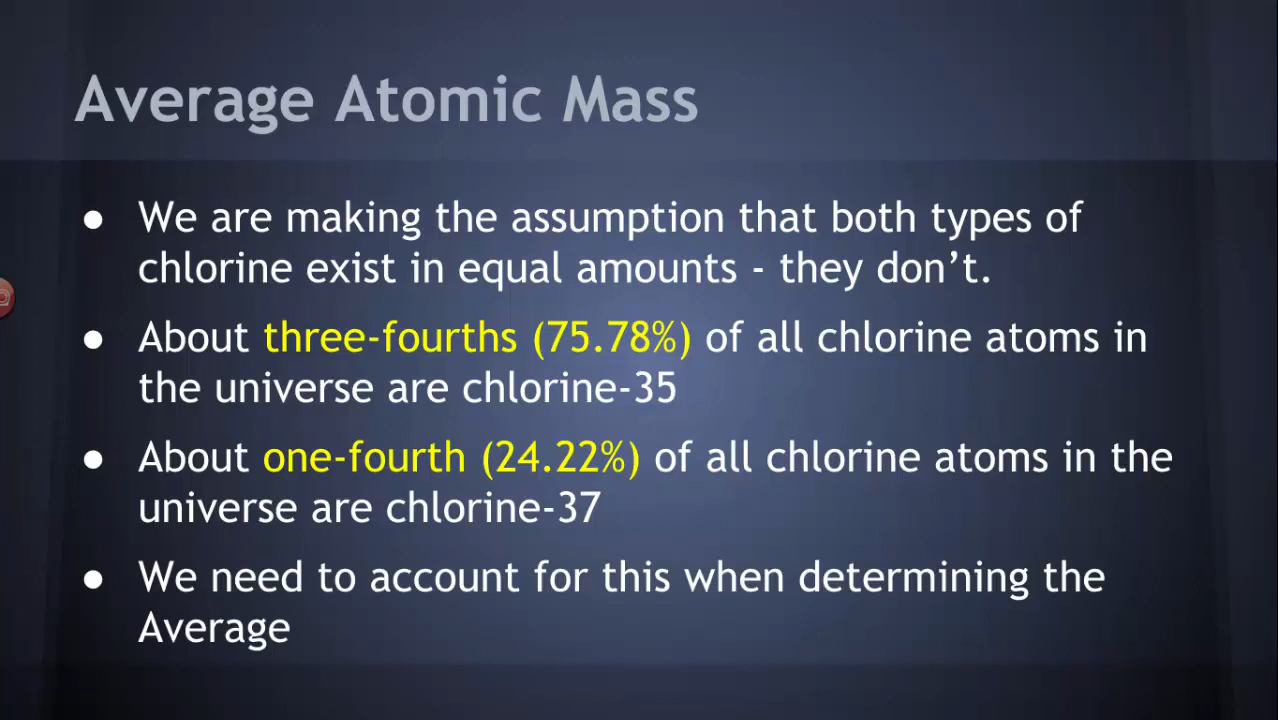 Average Atomic Mass
● We are making the assumption that both types of
chlorine exist in equal amounts - they don’t.
● About three-fourths (75.78%) of all chlorine atoms in
the universe are chlorine-35
● About one-fourth (24.22%) of all chlorine atoms in the
universe are chlorine-37
● We need to account for this when determining the
Average